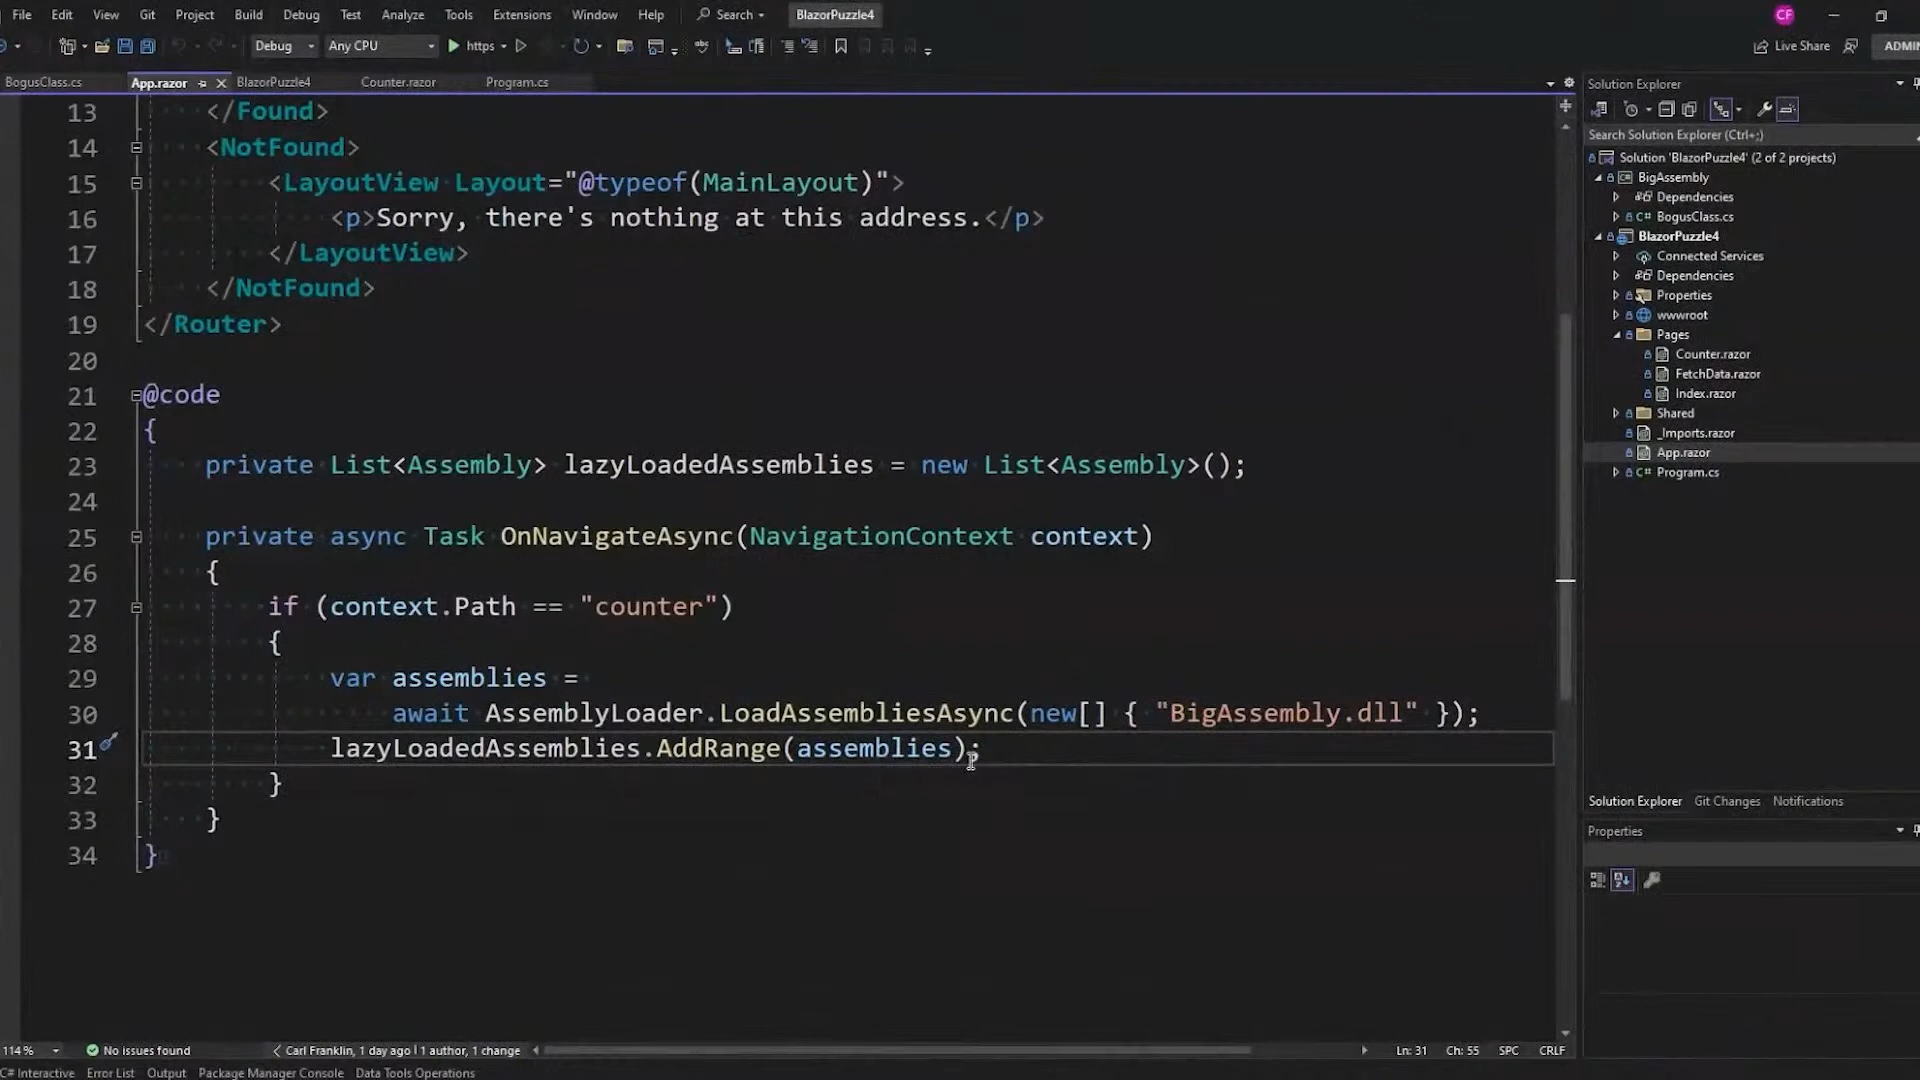 File Edit View Git Project Build Debug Test Analyze Tools Extensions Window Help Search BlazorPuzzle4 CF
Debug Any CPU https Live Share ADMIN
BogusClass.cs App.razor BlazorPuzzle4 Counter.razor Program.cs
13 </Found>
14 <NotFound>
15 <LayoutView Layout="@typeof(MainLayout)">
16 <p>Sorry, there's nothing at this address.</p>
17 </LayoutView>
18 </NotFound>
19 </Router>
20
21 @code
22 {
23 private List<Assembly> lazyLoadedAssemblies = new List<Assembly>();
24
25 private async Task OnNavigateAsync(NavigationContext context)
26 {
27 if (context.Path == "counter")
28 {
29 var assemblies =
30 await AssemblyLoader.LoadAssembliesAsync(new[] { "BigAssembly.dll" });
31 lazyLoadedAssemblies.AddRange(assemblies);
32 }
33 }
34 }
Solution Explorer
Search Solution Explorer (Ctrl+;)
Solution 'BlazorPuzzle4' (2 of 2 projects)
BigAssembly
Dependencies
C# BogusClass.cs
BlazorPuzzle4
Connected Services
Dependencies
Properties
wwwroot
Pages
Counter.razor
FetchData.razor
Index.razor
Shared
_Imports.razor
App.razor
C# Program.cs
Solution Explorer Git Changes Notifications
Properties
114 % No issues found Carl Franklin, 1 day ago | 1 author, 1 change Ln: 31 Ch: 55 SPC CRLF
C# Interactive Error List Output Package Manager Console Data Tools Operations